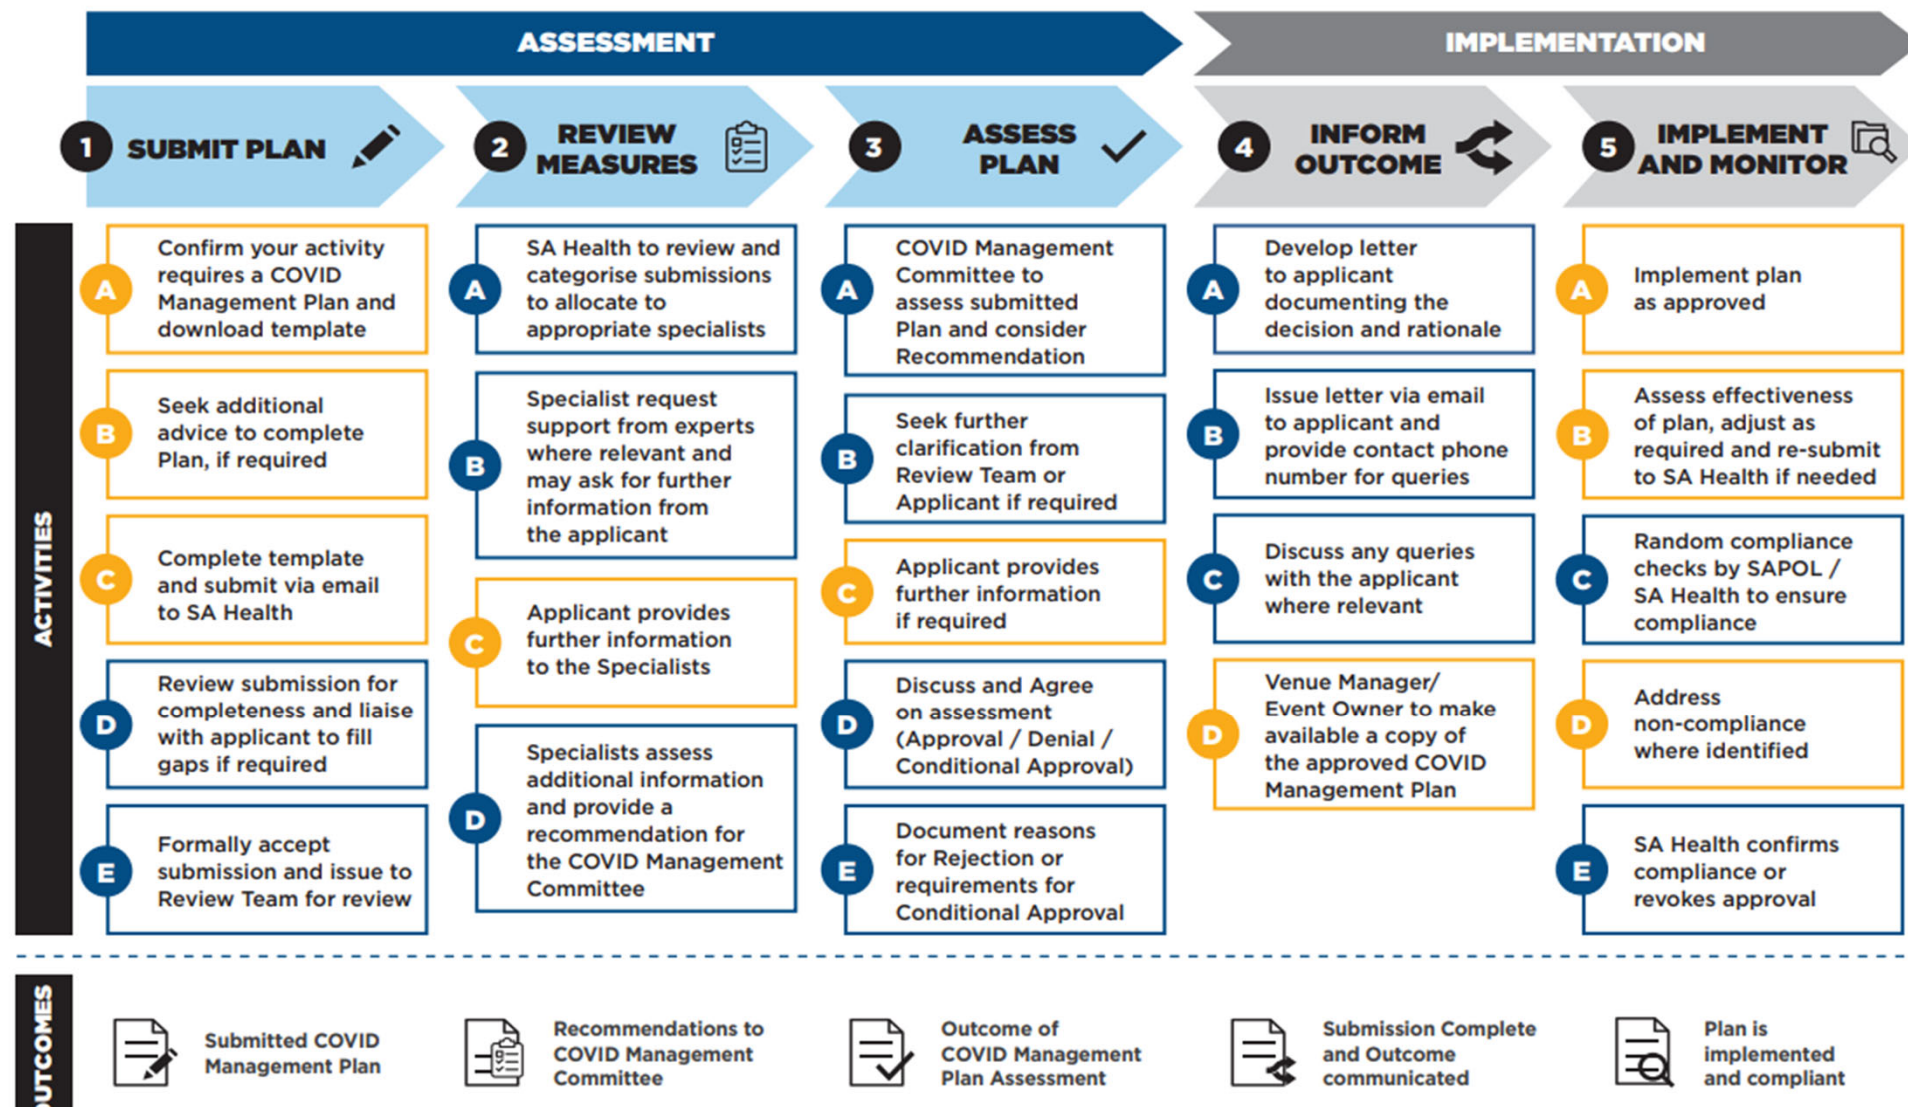 ASSESSMENT
IMPLEMENTATION
1
SUBMIT PLAN
2
REVIEW
MEASURES
3
ASSESS
PLAN
4
INFORM
OUTCOME
5
IMPLEMENT
AND MONITOR
ACTIVITIES
A
Confirm your activity
requires a COVID
Management Plan and
download template
B
Seek additional
advice to complete
Plan, if required
C
Complete template
and submit via email
to SA Health
D
Review submission for
completeness and liaise
with applicant to fill
gaps if required
E
Formally accept
submission and issue to
Review Team for review
A
SA Health to review and
categorise submissions
to allocate to
appropriate specialists
B
Specialist request
support from experts
where relevant and
may ask for further
information from
the applicant
C
Applicant provides
further information
to the Specialists
D
Specialists assess
additional information
and provide a
recommendation for
the COVID Management
Committee
A
COVID Management
Committee to
assess submitted
Plan and consider
Recommendation
B
Seek further
clarification from
Review Team or
Applicant if required
C
Applicant provides
further information
if required
D
Discuss and Agree
on assessment
(Approval / Denial /
Conditional Approval)
E
Document reasons
for Rejection or
requirements for
Conditional Approval
A
Develop letter
to applicant
documenting the
decision and rationale
B
Issue letter via email
to applicant and
provide contact phone
number for queries
C
Discuss any queries
with the applicant
where relevant
D
Venue Manager/
Event Owner to make
available a copy of
the approved COVID
Management Plan
A
Implement plan
as approved
B
Assess effectiveness
of plan, adjust as
required and re-submit
to SA Health if needed
C
Random compliance
checks by SAPOL /
SA Health to ensure
compliance
D
Address
non-compliance
where identified
E
SA Health confirms
compliance or
revokes approval
OUTCOMES
Submitted COVID
Management Plan
Recommendations to
COVID Management
Committee
Outcome of
COVID Management
Plan Assessment
Submission Complete
and Outcome
communicated
Plan is
implemented
and compliant